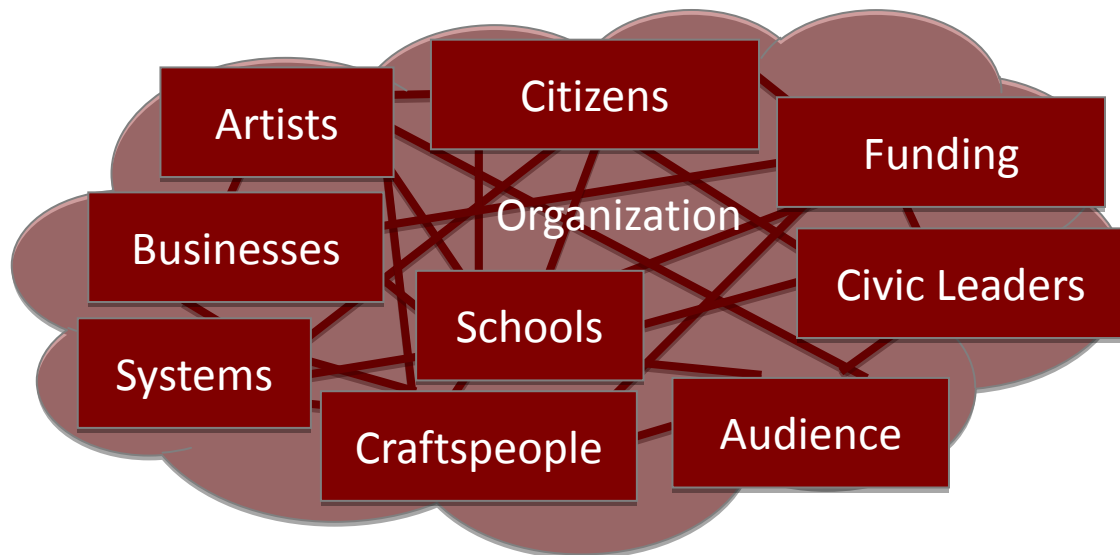 Citizens
Artists
Funding
Organization
Businesses
Civic Leaders
Schools
Systems
Audience
Craftspeople